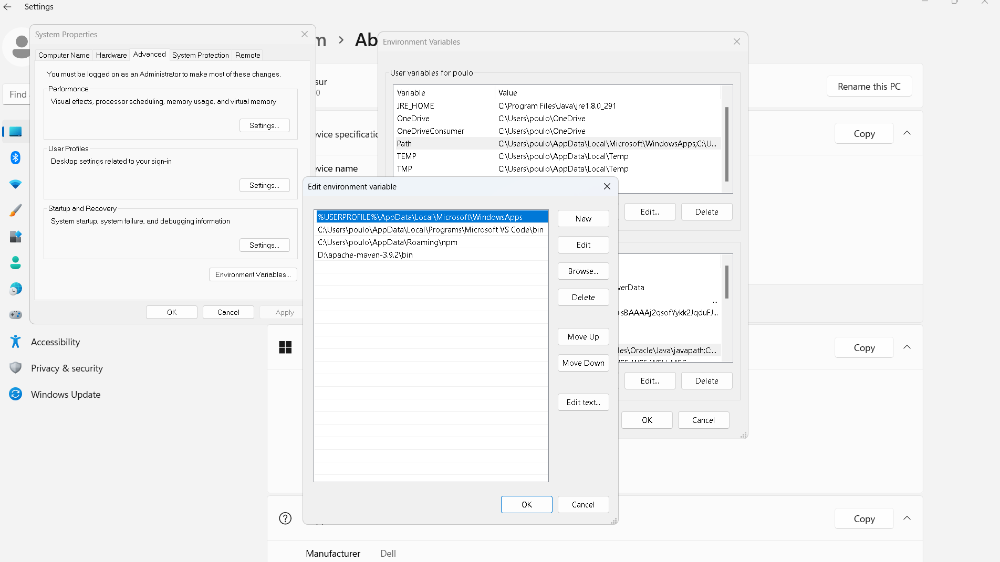 Settings
System Properties
Computer Name Hardware Advanced System Protection Remote
You must be logged on as an Administrator to make most of these changes.
Performance
Visual effects, processor scheduling, memory usage, and virtual memory
Settings...
User Profiles
Desktop settings related to your sign-in
Settings...
Startup and Recovery
System startup, system failure, and debugging information
Settings...
Environment Variables...
OK Cancel Apply
Find
Accessibility
Privacy & security
Windows Update
m > Ab
sur
0
Rename this PC
evice specificatic
Copy
evice name
Environment Variables
User variables for poulo
Variable Value
JRE_HOME C:\Program Files\Java\jre1.8.0_291
OneDrive C:\Users\poulo\OneDrive
OneDriveConsumer C:\Users\poulo\OneDrive
Path C:\Users\poulo\AppData\Local\Microsoft\WindowsApps;C:\U...
TEMP C:\Users\poulo\AppData\Local\Temp
TMP C:\Users\poulo\AppData\Local\Temp
Edit... Delete
verData
...
+sBAAAAj2qsofYykk2JqduFJ...
les\Oracle\Java\javapath;C:...
Edit... Delete
OK Cancel
Edit environment variable
%USERPROFILE%\AppData\Local\Microsoft\WindowsApps
C:\Users\poulo\AppData\Local\Programs\Microsoft VS Code\bin
C:\Users\poulo\AppData\Roaming\npm
D:\apache-maven-3.9.2\bin
New
Edit
Browse...
Delete
Move Up
Move Down
Edit text...
OK Cancel
Copy
Copy
Manufacturer Dell